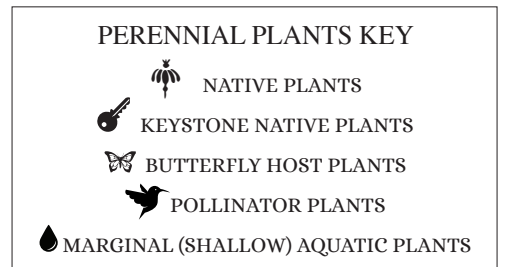 PERENNIAL PLANTS KEY
NATIVE PLANTS
KEYSTONE NATIVE PLANTS
BUTTERFLY HOST PLANTS
POLLINATOR PLANTS
MARGINAL (SHALLOW) AQUATIC PLANTS